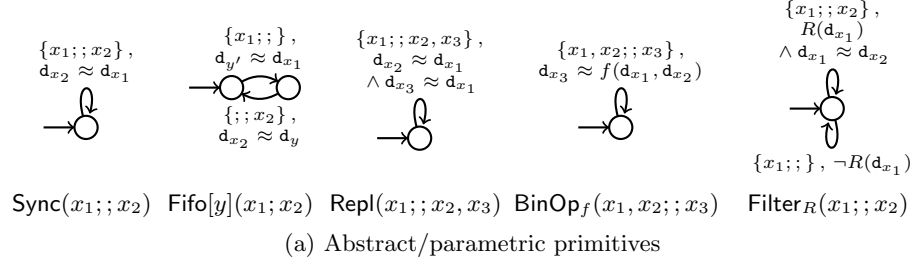 {x₁; ; x₂} ,
d_{x₂} ≈ d_{x₁}
{x₁; ; } ,
d_{y′} ≈ d_{x₁}
{; ; x₂} ,
d_{x₂} ≈ d_y
{x₁; ; x₂, x₃} ,
d_{x₂} ≈ d_{x₁}
∧ d_{x₃} ≈ d_{x₁}
{x₁, x₂; ; x₃} ,
d_{x₃} ≈ f(d_{x₁}, d_{x₂})
{x₁; ; x₂} ,
R(d_{x₁})
∧ d_{x₁} ≈ d_{x₂}
{x₁; ; } , ¬R(d_{x₁})
Sync(x₁; ; x₂) Fifo[y](x₁; x₂) Repl(x₁; ; x₂, x₃) BinOp_f(x₁, x₂; ; x₃) Filter_R(x₁; ; x₂)
(a) Abstract/parametric primitives